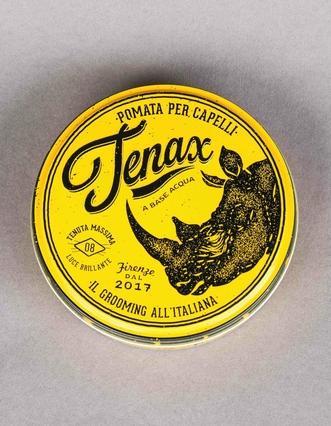 ·POMATA PER CAPELLI·
Tenax
A BASE ACQUA
TENUTA MASSIMA
08
LUCE BRILLANTE
Firenze
DAL
2017
·IL GROOMING ALL'ITALIANA·